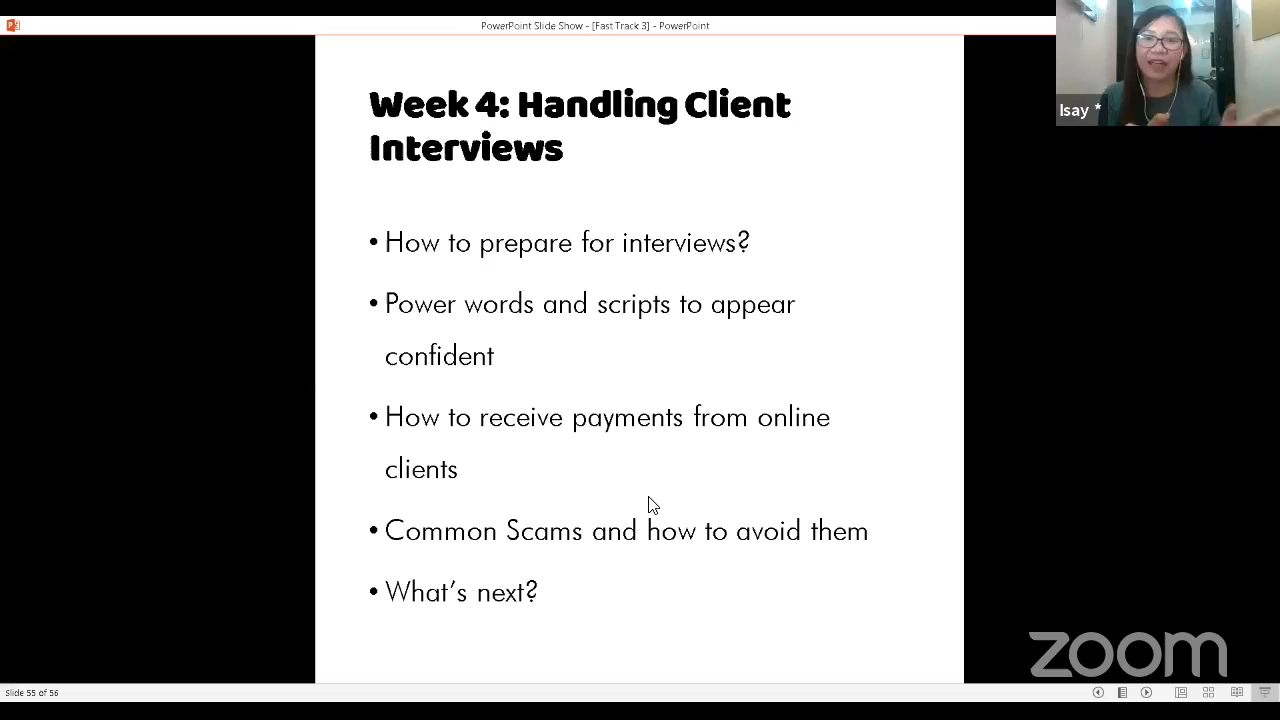 PowerPoint Slide Show - [Fast Track 3] - PowerPoint
Isay *
Week 4: Handling Client
Interviews
• How to prepare for interviews?
• Power words and scripts to appear
confident
• How to receive payments from online
clients
• Common Scams and how to avoid them
• What's next?
zoom
Slide 55 of 56